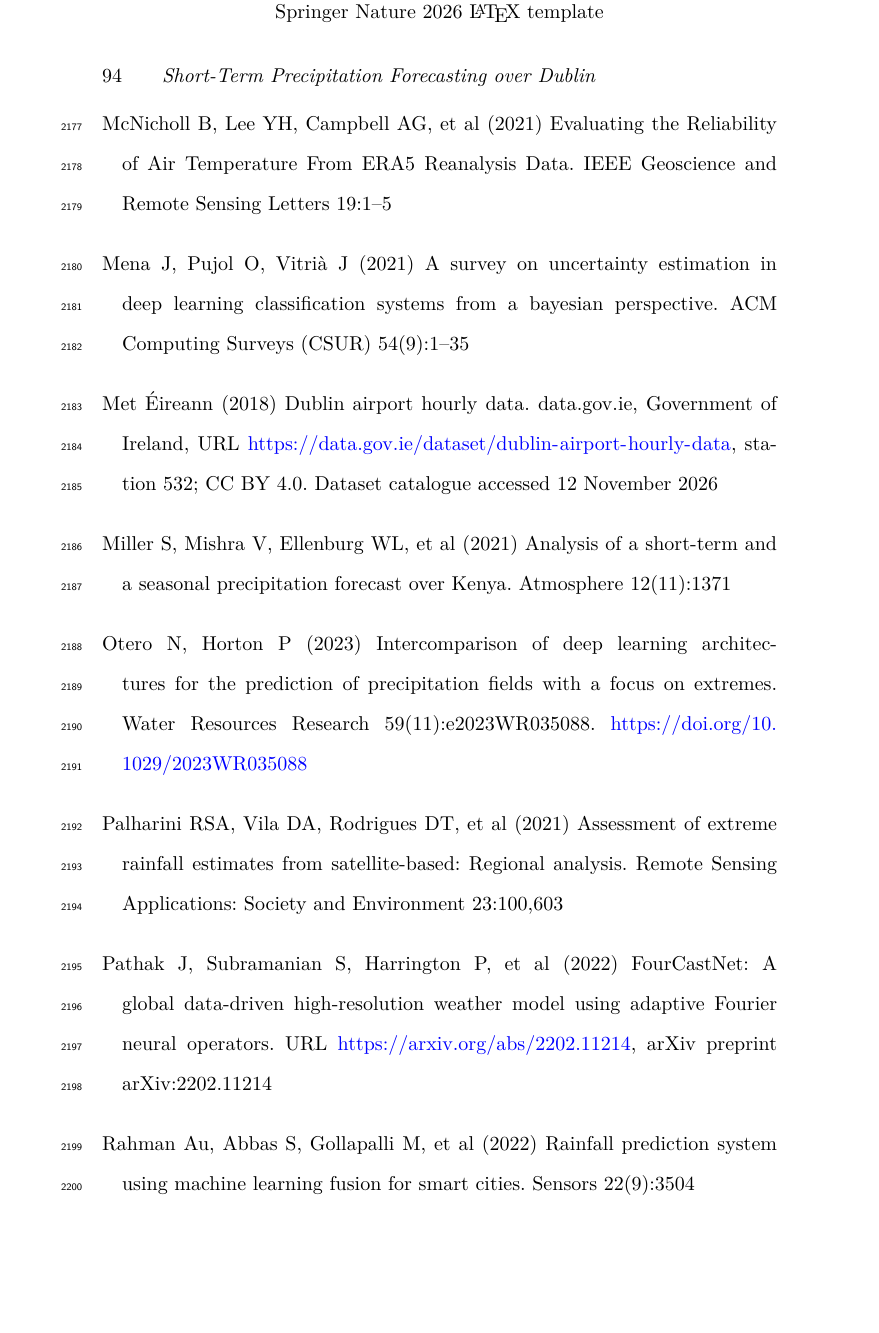 Springer Nature 2026 LATEX template
94 Short-Term Precipitation Forecasting over Dublin
2177 McNicholl B, Lee YH, Campbell AG, et al (2021) Evaluating the Reliability
2178 of Air Temperature From ERA5 Reanalysis Data. IEEE Geoscience and
2179 Remote Sensing Letters 19:1–5
2180 Mena J, Pujol O, Vitrià J (2021) A survey on uncertainty estimation in
2181 deep learning classification systems from a bayesian perspective. ACM
2182 Computing Surveys (CSUR) 54(9):1–35
2183 Met Éireann (2018) Dublin airport hourly data. data.gov.ie, Government of
2184 Ireland, URL https://data.gov.ie/dataset/dublin-airport-hourly-data, sta-
2185 tion 532; CC BY 4.0. Dataset catalogue accessed 12 November 2026
2186 Miller S, Mishra V, Ellenburg WL, et al (2021) Analysis of a short-term and
2187 a seasonal precipitation forecast over Kenya. Atmosphere 12(11):1371
2188 Otero N, Horton P (2023) Intercomparison of deep learning architec-
2189 tures for the prediction of precipitation fields with a focus on extremes.
2190 Water Resources Research 59(11):e2023WR035088. https://doi.org/10.
2191 1029/2023WR035088
2192 Palharini RSA, Vila DA, Rodrigues DT, et al (2021) Assessment of extreme
2193 rainfall estimates from satellite-based: Regional analysis. Remote Sensing
2194 Applications: Society and Environment 23:100,603
2195 Pathak J, Subramanian S, Harrington P, et al (2022) FourCastNet: A
2196 global data-driven high-resolution weather model using adaptive Fourier
2197 neural operators. URL https://arxiv.org/abs/2202.11214, arXiv preprint
2198 arXiv:2202.11214
2199 Rahman Au, Abbas S, Gollapalli M, et al (2022) Rainfall prediction system
2200 using machine learning fusion for smart cities. Sensors 22(9):3504